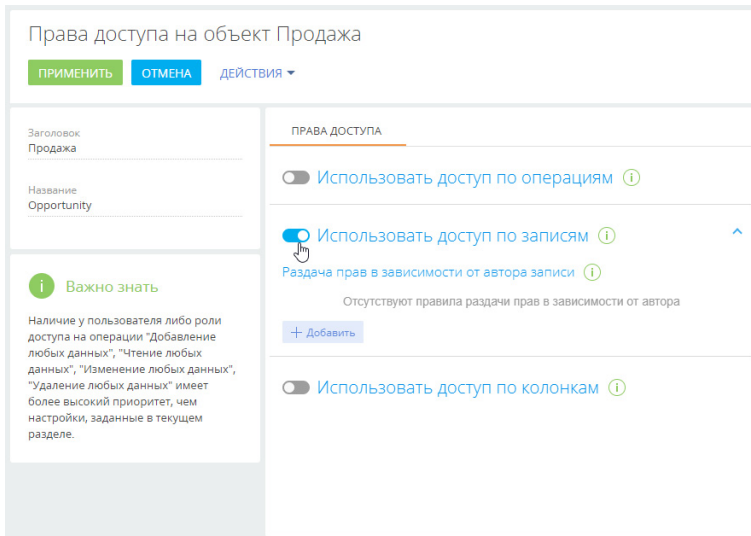 Права доступа на объект Продажа
ПРИМЕНИТЬ
ОТМЕНА
ДЕЙСТВИЯ
Заголовок
Продажа
Название
Opportunity
i Важно знать
Наличие у пользователя либо роли
доступа на операции "Добавление
любых данных", "Чтение любых
данных", "Изменение любых данных",
"Удаление любых данных" имеет
более высокий приоритет, чем
настройки, заданные в текущем
разделе.
ПРАВА ДОСТУПА
Использовать доступ по операциям i
Использовать доступ по записям i
Раздача прав в зависимости от автора записи i
Отсутствуют правила раздачи прав в зависимости от автора
+ Добавить
Использовать доступ по колонкам i